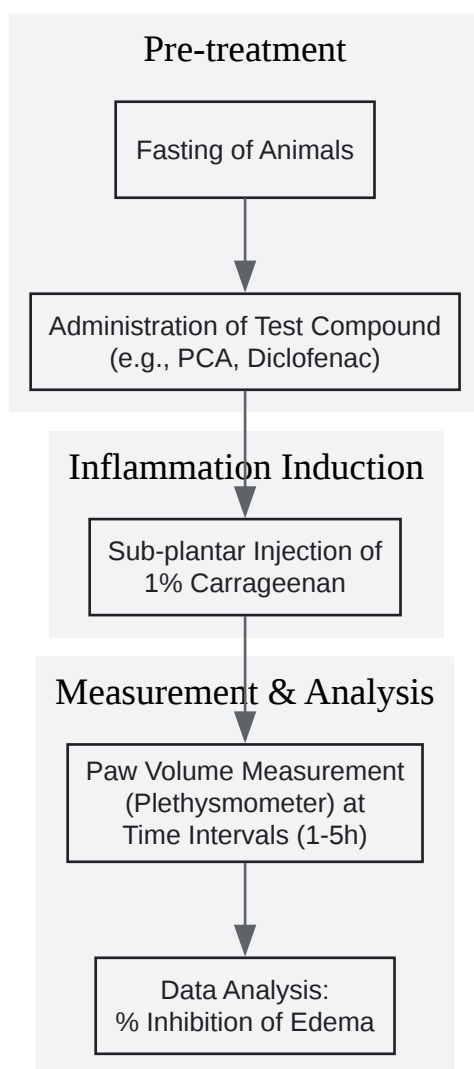 Pre-treatment
Fasting of Animals
Administration of Test Compound
(e.g., PCA, Diclofenac)
Inflammation Induction
Sub-plantar Injection of
1% Carrageenan
Measurement & Analysis
Paw Volume Measurement
(Plethysmometer) at
Time Intervals (1-5h)
Data Analysis:
% Inhibition of Edema